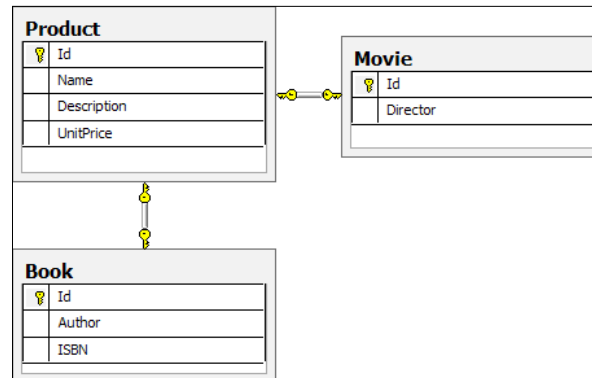 Product
Id
Name
Description
UnitPrice
Movie
Id
Director
Book
Id
Author
ISBN